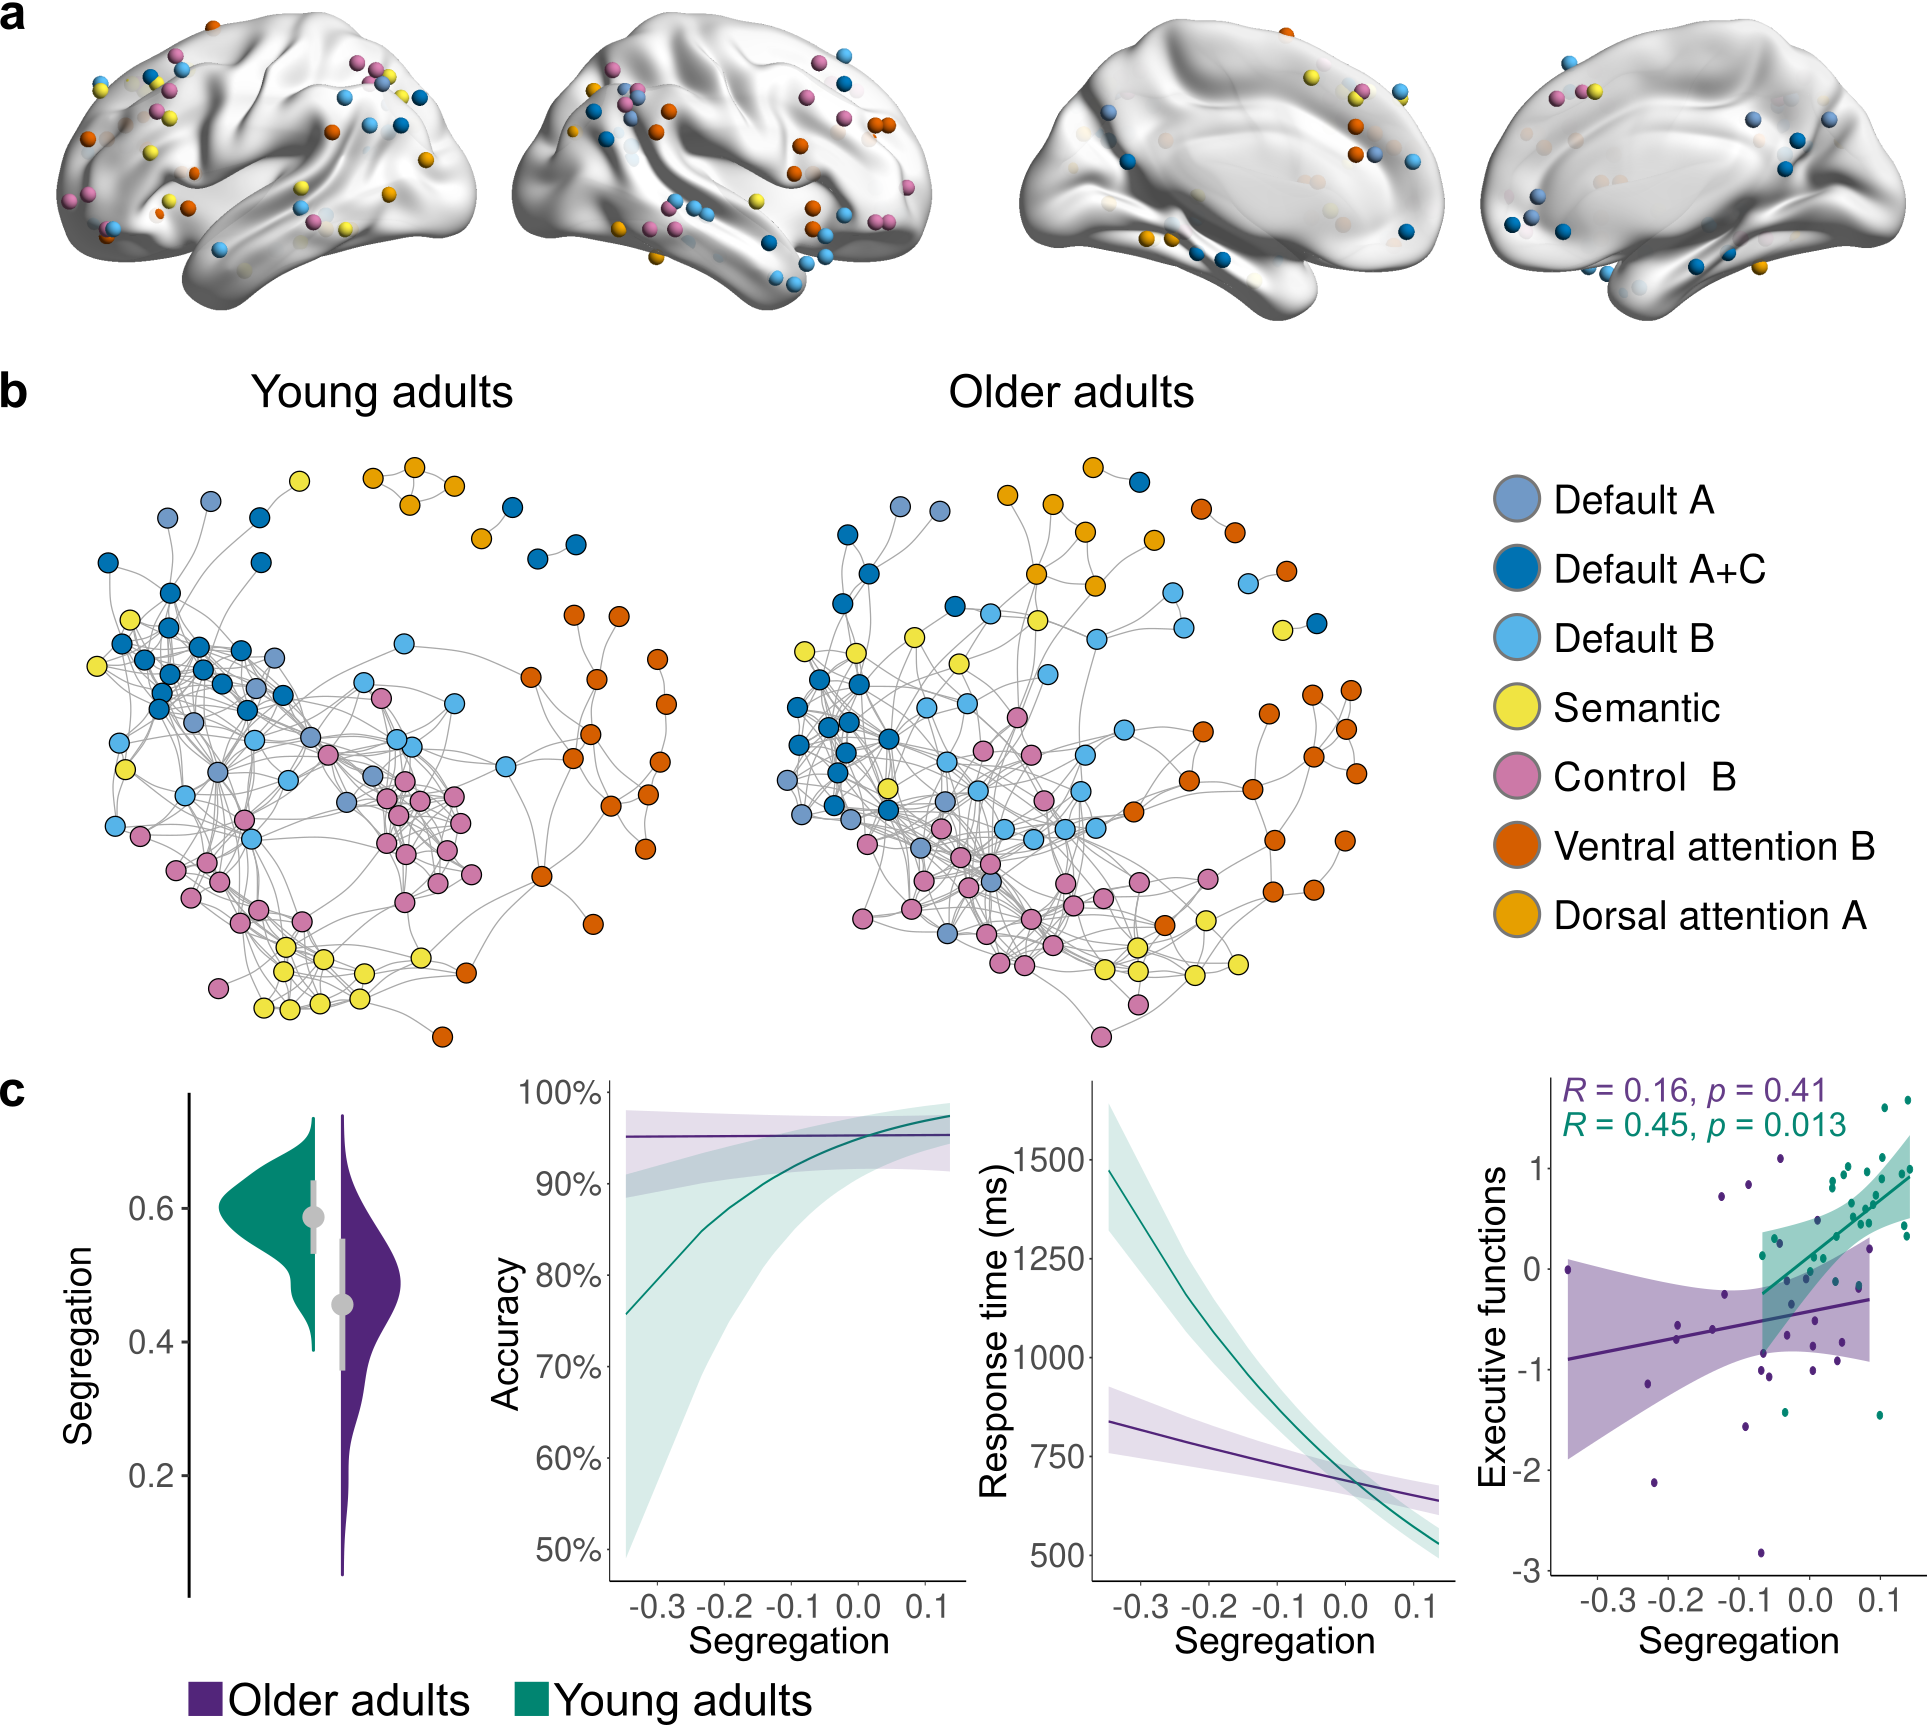 a
b
Young adults
Older adults
Default A
Default A+C
Default B
Semantic
Control B
Ventral attention B
Dorsal attention A
c
Segregation
0.6
0.4
0.2
Accuracy
100%
90%
80%
70%
60%
50%
-0.3 -0.2 -0.1 0.0 0.1
Segregation
Response time (ms)
1500
1250
1000
750
500
-0.3 -0.2 -0.1 0.0 0.1
Segregation
R = 0.16, p = 0.41
R = 0.45, p = 0.013
Executive functions
1
0
-1
-2
-3
-0.3 -0.2 -0.1 0.0 0.1
Segregation
Older adults
Young adults